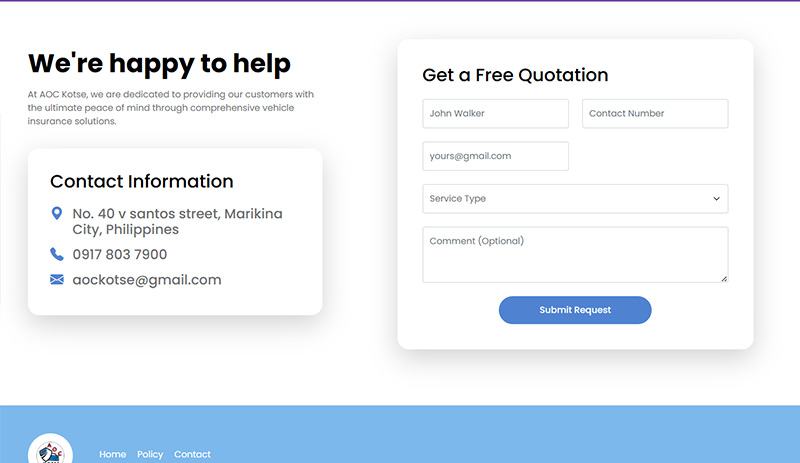 We're happy to help
At AOC Kotse, we are dedicated to providing our customers with
the ultimate peace of mind through comprehensive vehicle
insurance solutions.
Contact Information
No. 40 v santos street, Marikina
City, Philippines
0917 803 7900
aockotse@gmail.com
Get a Free Quotation
John Walker
Contact Number
yours@gmail.com
Service Type
Comment (Optional)
Submit Request
AOC
Home Policy Contact